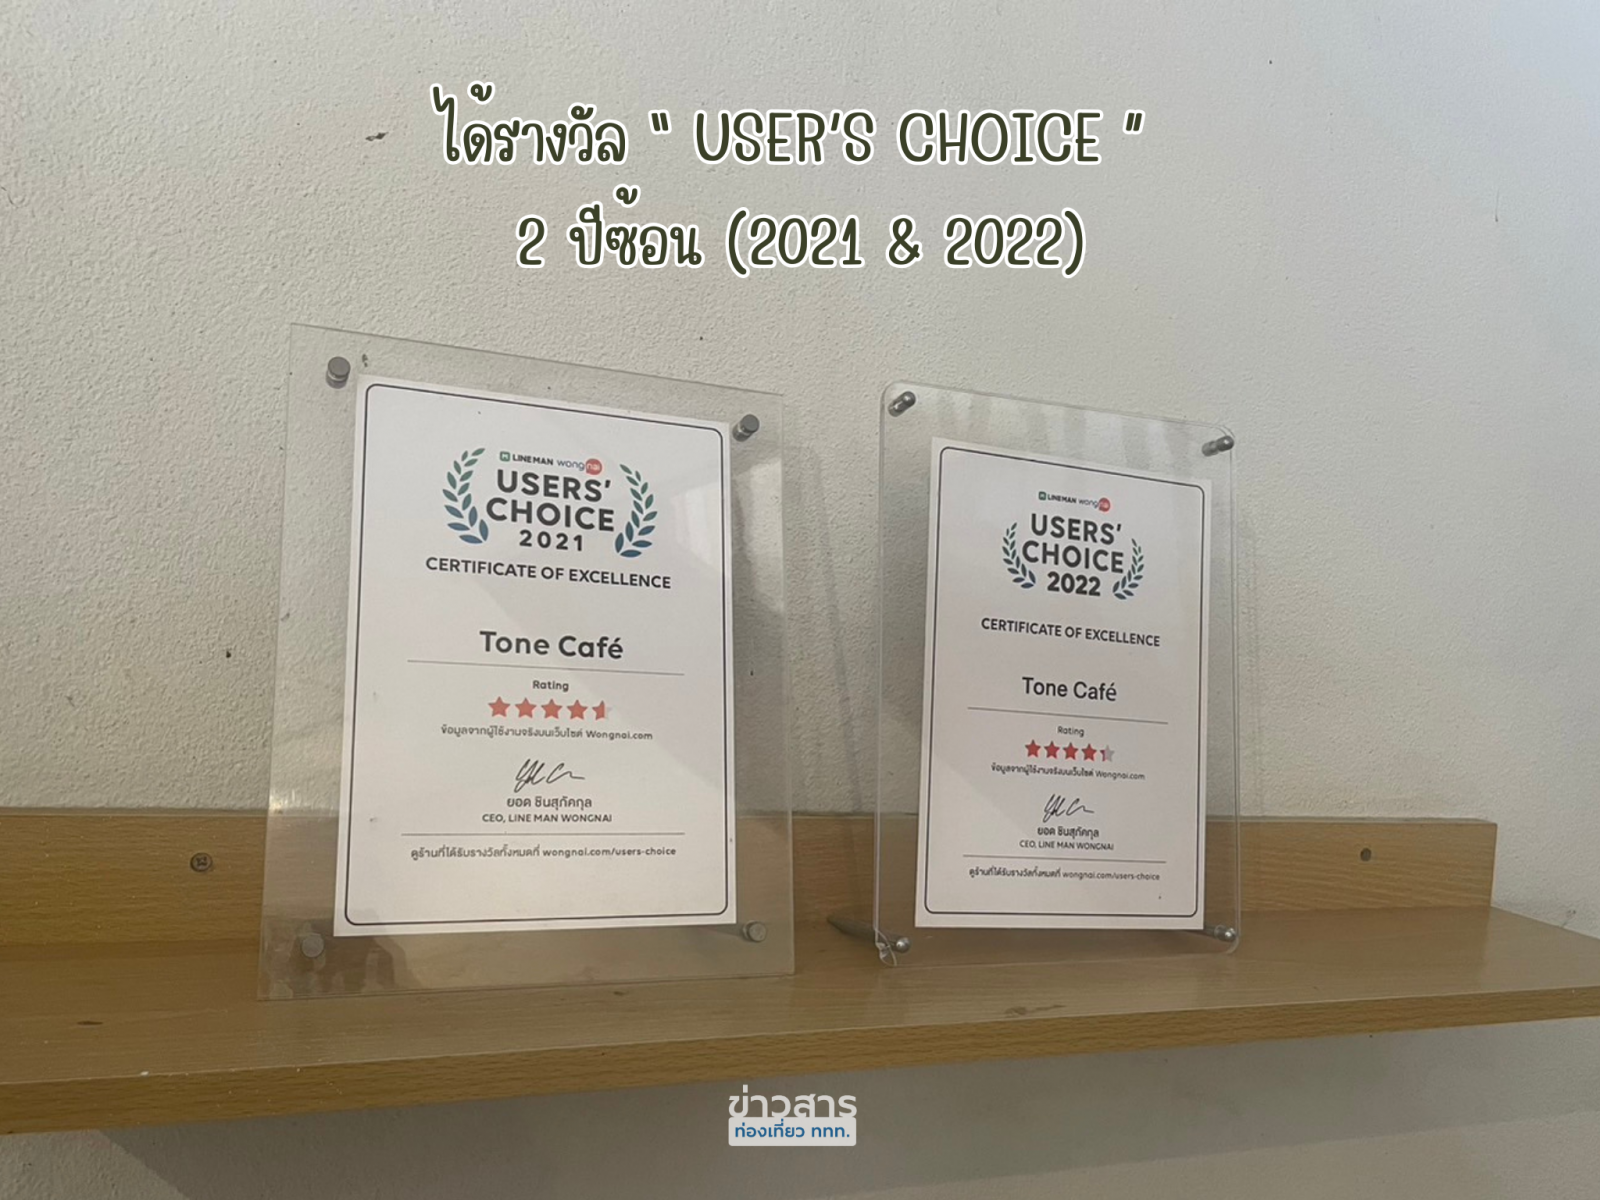 ได้รางวัล " USER'S CHOICE "
2 ปีซ้อน (2021 & 2022)
LINE MAN wongnai
USERS'
CHOICE
2021
CERTIFICATE OF EXCELLENCE
Tone Café
Rating
ข้อมูลจากผู้ใช้งานจริงบนเว็บไซต์ Wongnai.com
ยอด ชินสุภัคกุล
CEO, LINE MAN WONGNAI
ดูร้านที่ได้รับรางวัลทั้งหมดที่ wongnai.com/users-choice
LINE MAN wongnai
USERS'
CHOICE
2022
CERTIFICATE OF EXCELLENCE
Tone Café
Rating
ข้อมูลจากผู้ใช้งานจริงบนเว็บไซต์ Wongnai.com
ยอด ชินสุภัคกุล
CEO, LINE MAN WONGNAI
ดูร้านที่ได้รับรางวัลทั้งหมดที่ wongnai.com/users-choice
ข่าวสาร
ท่องเที่ยว ททท.